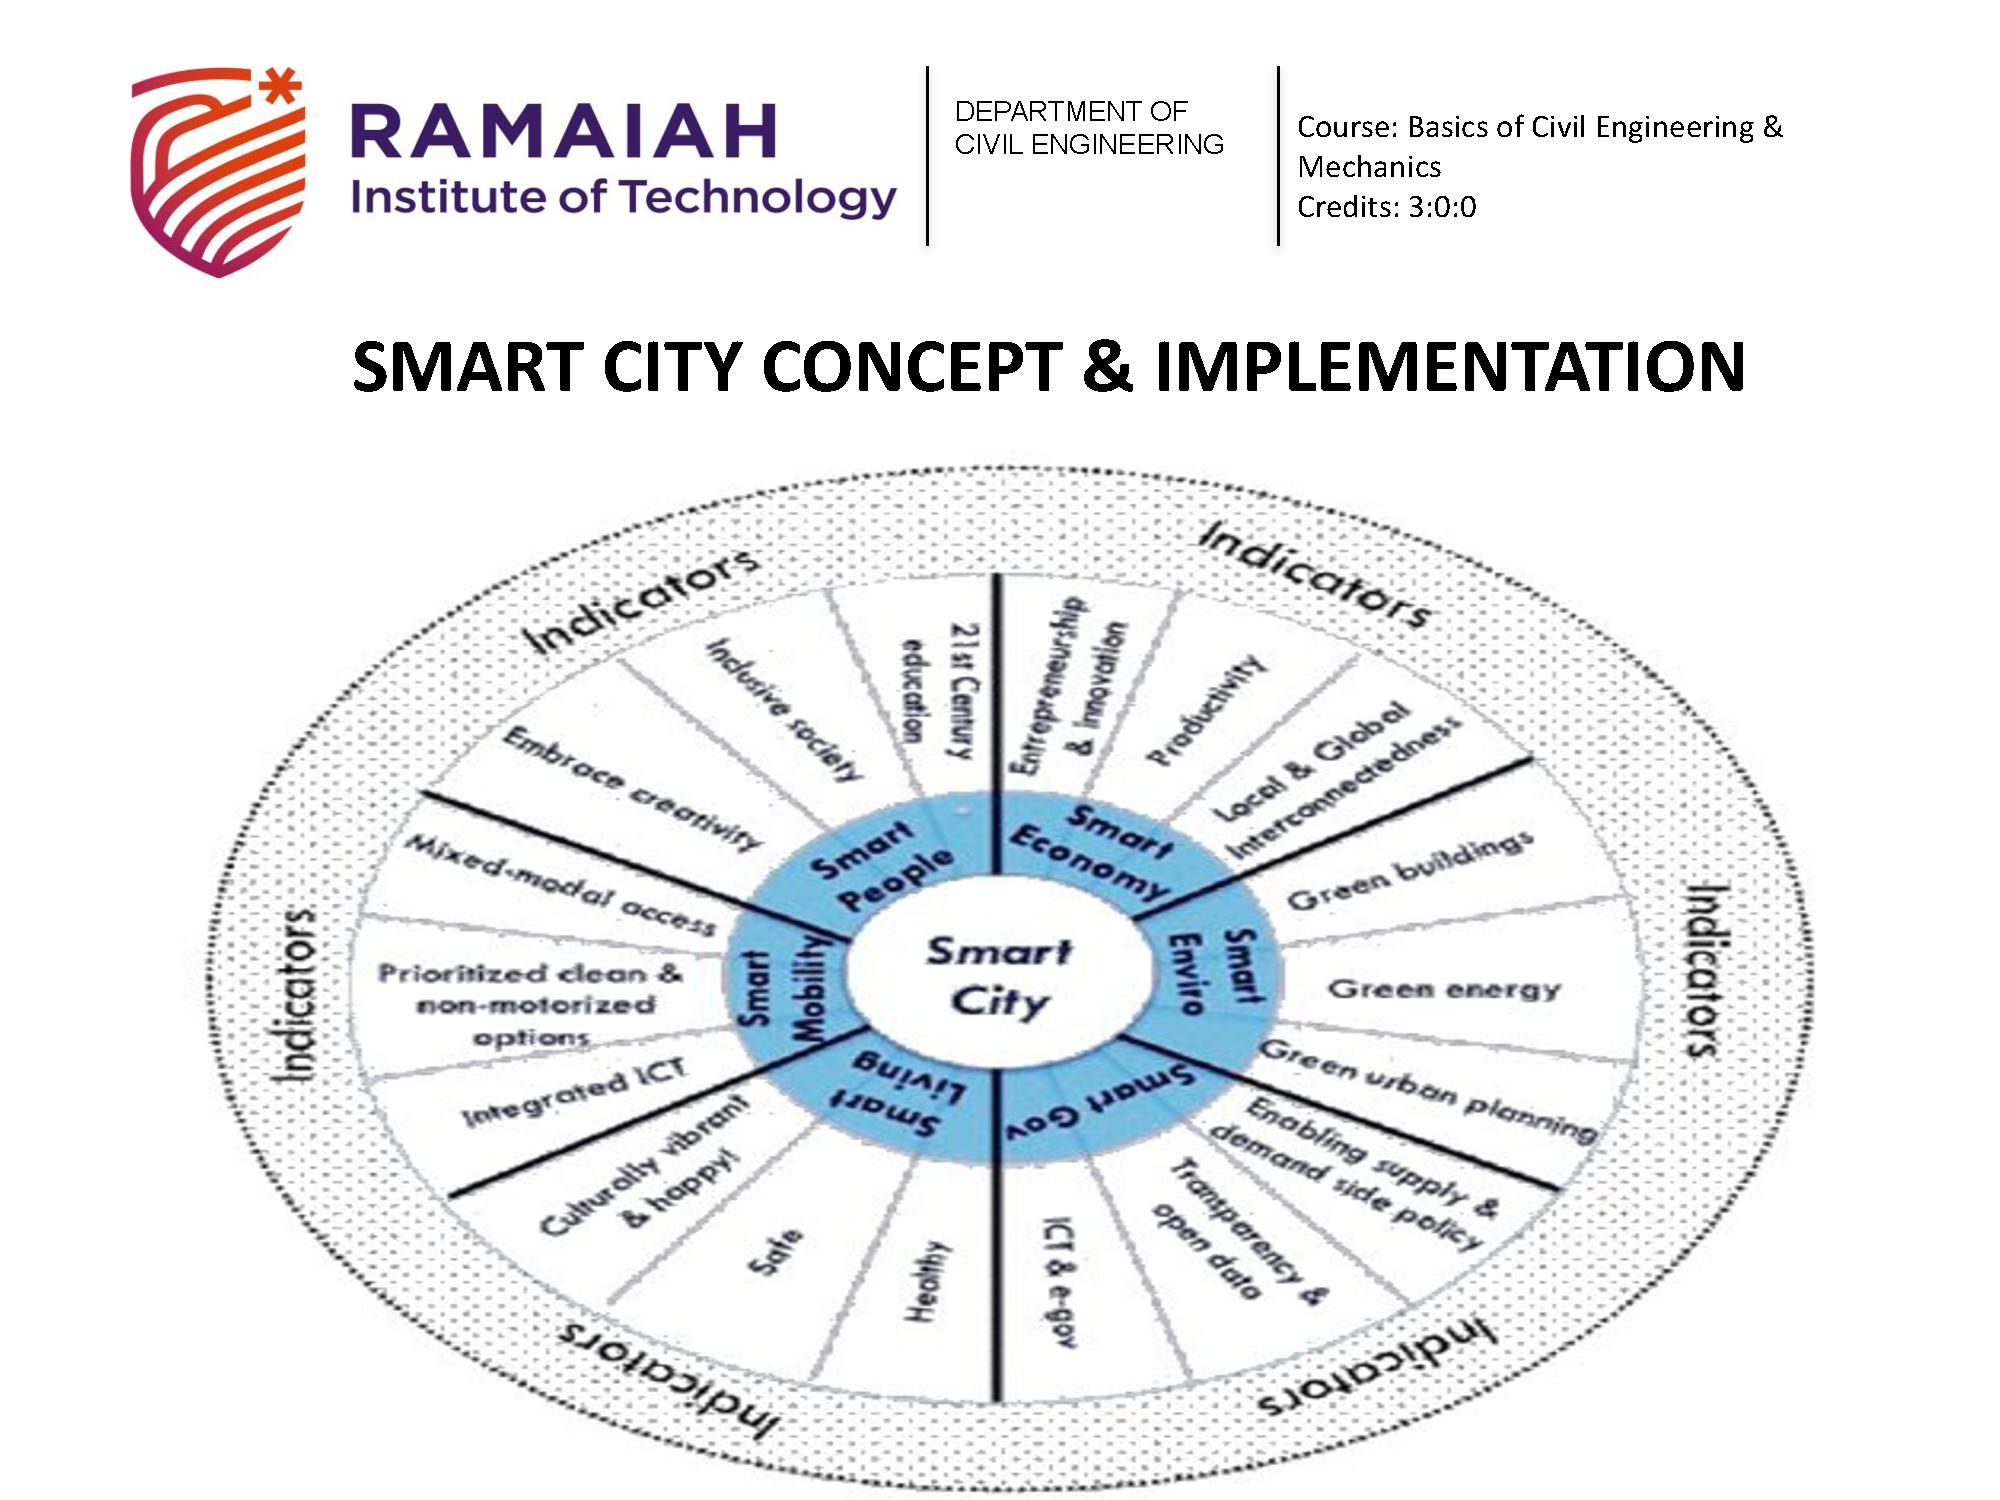 RAMAIAH
Institute of Technology
DEPARTMENT OF
CIVIL ENGINEERING
Course: Basics of Civil Engineering &
Mechanics
Credits: 3:0:0
SMART CITY CONCEPT & IMPLEMENTATION
Indicators
Indicators
Indicators
Indicators
Indicators
Indicators
Smart
City
Smart
Economy
Entrepreneurship
& innovation
Productivity
Local & Global
Interconnectedness
Smart
Enviro
Green buildings
Green energy
Green urban planning
Smart Gov
Enabling supply &
demand side policy
Transparency &
open data
ICT & e-gov
Smart
Living
Healthy
Safe
Culturally vibrant
& happy!
Smart
Mobility
Integrated ICT
Prioritized clean &
non-motorized
options
Mixed-modal access
Smart
People
Embrace creativity
Inclusive society
21st Century
education